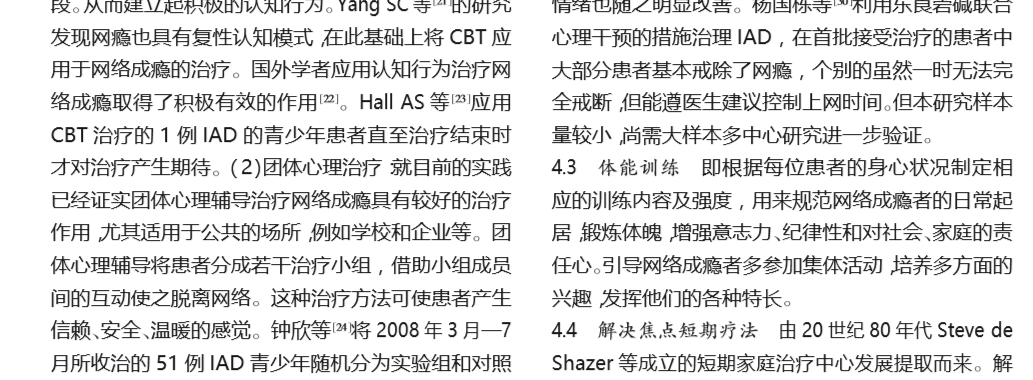 段。从而建立起积极的认知行为。Yang SC 等[21]的研究
发现网瘾也具有复性认知模式,在此基础上将 CBT 应
用于网络成瘾的治疗。国外学者应用认知行为治疗网
络成瘾取得了积极有效的作用[22]。Hall AS 等[23]应用
CBT 治疗的 1 例 IAD 的青少年患者直至治疗结束时
才对治疗产生期待。(2)团体心理治疗 就目前的实践
已经证实团体心理辅导治疗网络成瘾具有较好的治疗
作用,尤其适用于公共的场所,例如学校和企业等。团
体心理辅导将患者分成若干治疗小组，借助小组成员
间的互动使之脱离网络。这种治疗方法可使患者产生
信赖、安全、温暖的感觉。钟欣等[24]将 2008 年 3 月—7
月所收治的 51 例 IAD 青少年随机分为实验组和对照
情绪也随之明显改善。杨国栋等[30]利用东良菪碱联合
心理干预的措施治理 IAD，在首批接受治疗的患者中
大部分患者基本戒除了网瘾，个别的虽然一时无法完
全戒断,但能遵医生建议控制上网时间。但本研究样本
量较小,尚需大样本多中心研究进一步验证。
4.3 体能训练 即根据每位患者的身心状况制定相
应的训练内容及强度，用来规范网络成瘾者的日常起
居,锻炼体魄,增强意志力、纪律性和对社会、家庭的责
任心。引导网络成瘾者多参加集体活动,培养多方面的
兴趣,发挥他们的各种特长。
4.4 解决焦点短期疗法 由 20 世纪 80 年代 Steve de
Shazer 等成立的短期家庭治疗中心发展提取而来。解